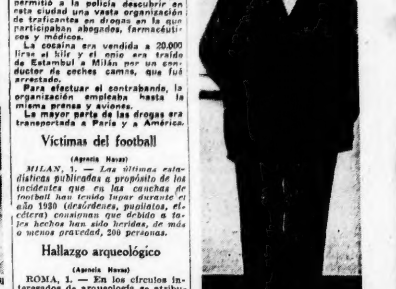 permitió a la policía descubrir en
esta ciudad una vasta organización
de traficantes en drogas en la que
participaban abogados, farmacéuti-
cos y médicos.
La cocaína era vendida a 20.000
liras el kilo y el opio era traído
de Estambul a Milán por un con-
ductor de coches camas, que fué
arrestado.
Para efectuar el contrabando, la
organización empleaba hasta la
misma prensa y aviones.
La mayor parte de las drogas era
transportada a París y a América.
Víctimas del football
(Agencia Havas)
MILAN, 1. — Las últimas esta-
dísticas publicadas a propósito de los
incidentes que en las canchas de
football han tenido lugar durante el
año 1930 (desórdenes, pugilatos, et-
cétera) consignan que debido a ta-
les hechos han sido heridas, de más
o menos gravedad, 200 personas.
Hallazgo arqueológico
(Agencia Havas)
ROMA, 1. — En los círculos in-
teresados de arqueología se atribu-